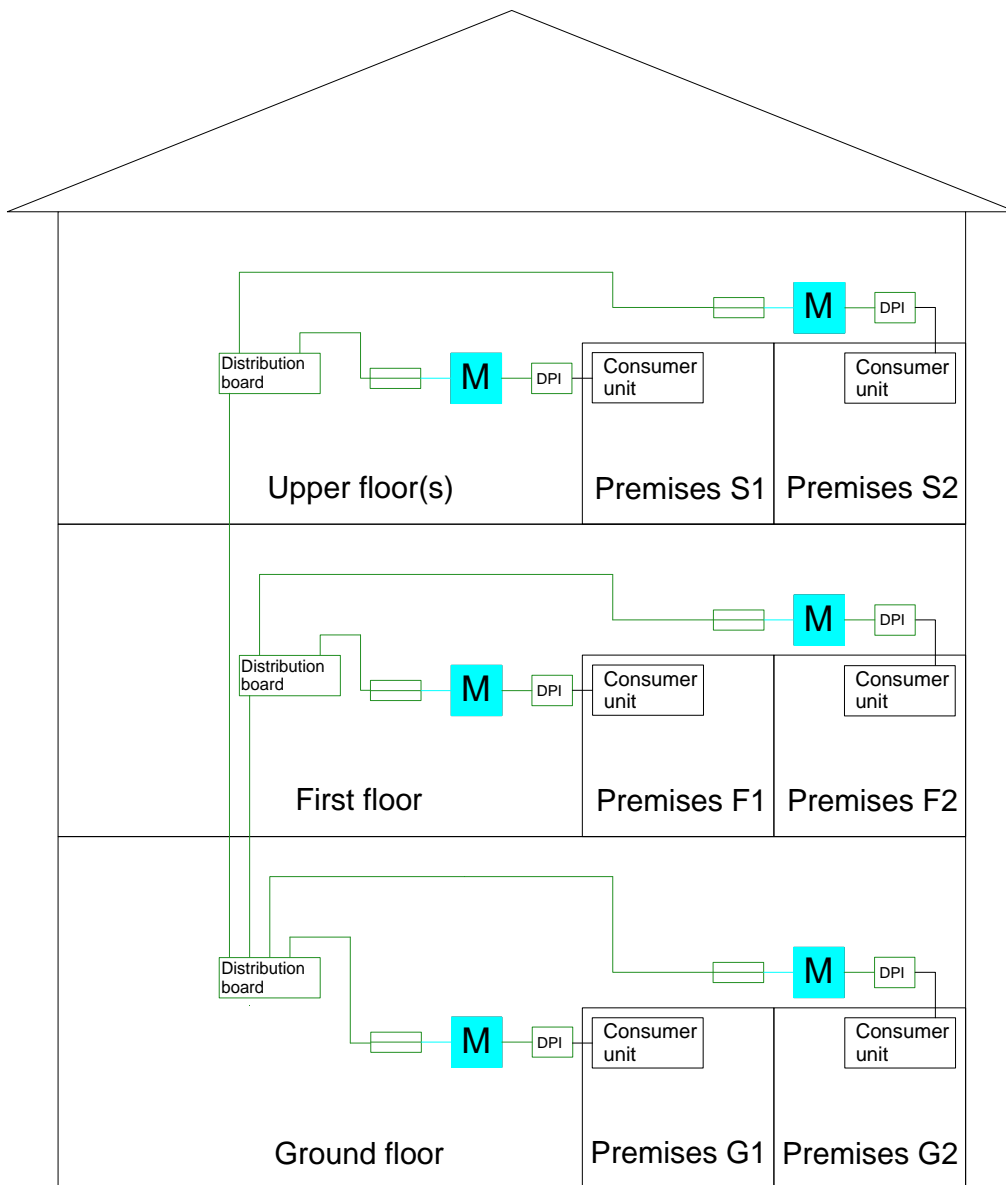 M
DPI
Distribution
board
M
DPI
Consumer
unit
Consumer
unit
Upper floor(s)
Premises S1
Premises S2
M
DPI
Distribution
board
M
DPI
Consumer
unit
Consumer
unit
First floor
Premises F1
Premises F2
Distribution
board
M
DPI
M
DPI
Consumer
unit
Consumer
unit
Ground floor
Premises G1
Premises G2